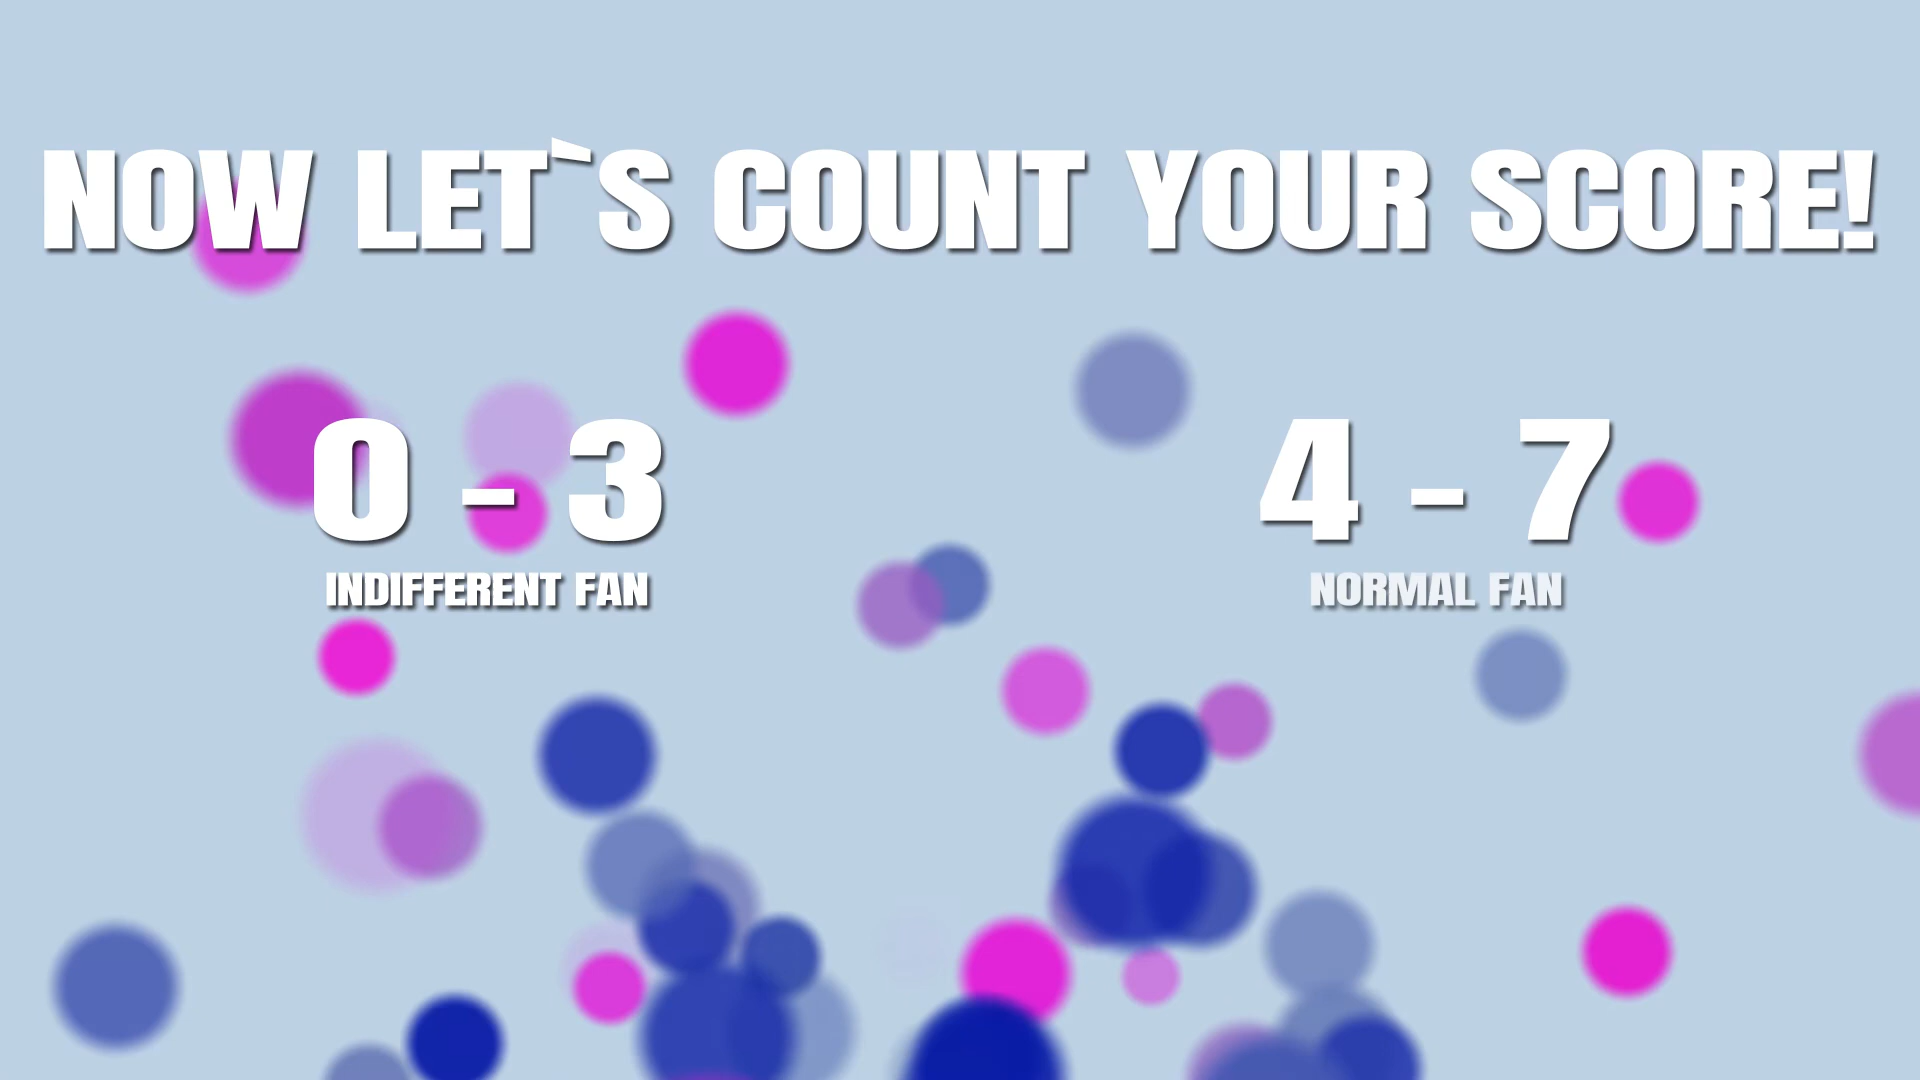 NOW LET`S COUNT YOUR SCORE!
0 - 3
4 - 7
INDIFFERENT FAN
NORMAL FAN